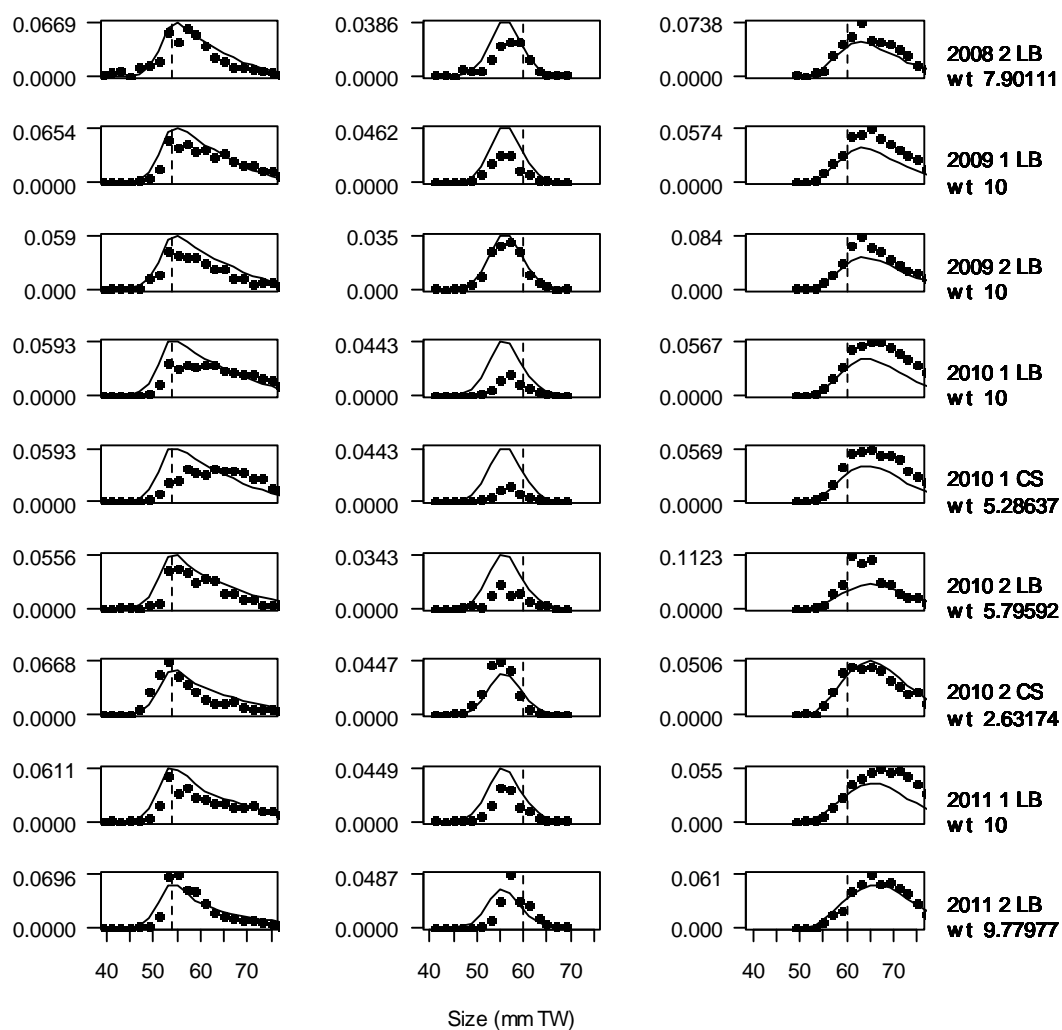 0.0669 0.0386 0.0738 2008 2 LB
0.0000 0.0000 0.0000 wt 7.90111
0.0654 0.0462 0.0574 2009 1 LB
0.0000 0.0000 0.0000 wt 10
0.059 0.035 0.084 2009 2 LB
0.000 0.000 0.000 wt 10
0.0593 0.0443 0.0567 2010 1 LB
0.0000 0.0000 0.0000 wt 10
0.0593 0.0443 0.0569 2010 1 CS
0.0000 0.0000 0.0000 wt 5.28637
0.0556 0.0343 0.1123 2010 2 LB
0.0000 0.0000 0.0000 wt 5.79592
0.0668 0.0447 0.0506 2010 2 CS
0.0000 0.0000 0.0000 wt 2.63174
0.0611 0.0449 0.055 2011 1 LB
0.0000 0.0000 0.000 wt 10
0.0696 0.0487 0.061 2011 2 LB
0.0000 0.0000 0.000 wt 9.77977
40 50 60 70 40 50 60 70 40 50 60 70
Size (mm TW)